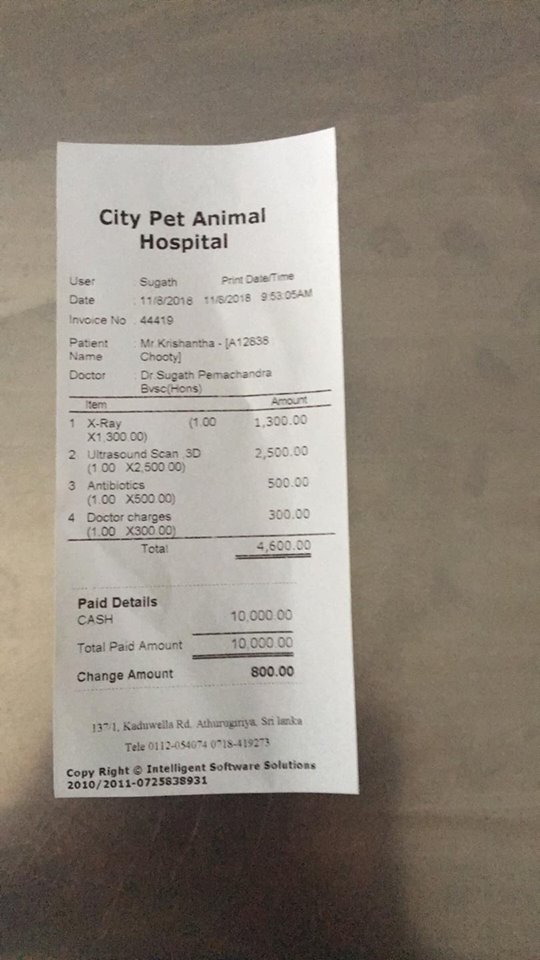 City Pet Animal
Hospital
User : Sugath Print Date/Time
Date : 11/8/2018 11/8/2018 9:53:05AM
Invoice No : 44419
Patient : Mr Krishantha - [A12838
Name Chooty]
Doctor : Dr Sugath Pemachandra
Bvsc(Hons)
Item Amount
1 X-Ray (1.00 1,300.00
X1,300.00)
2 Ultrasound Scan ,3D 2,500.00
(1.00 X2,500.00)
3 Antibiotics 500.00
(1.00 X500.00)
4 Doctor charges 300.00
(1.00 X300.00)
Total 4,600.00
Paid Details
CASH 10,000.00
Total Paid Amount 10,000.00
Change Amount 800.00
137/1, Kaduwella Rd, Athurugiriya, Sri lanka
Tele 0112-054074 0718-419273
Copy Right © Intelligent Software Solutions
2010/2011-0725838931